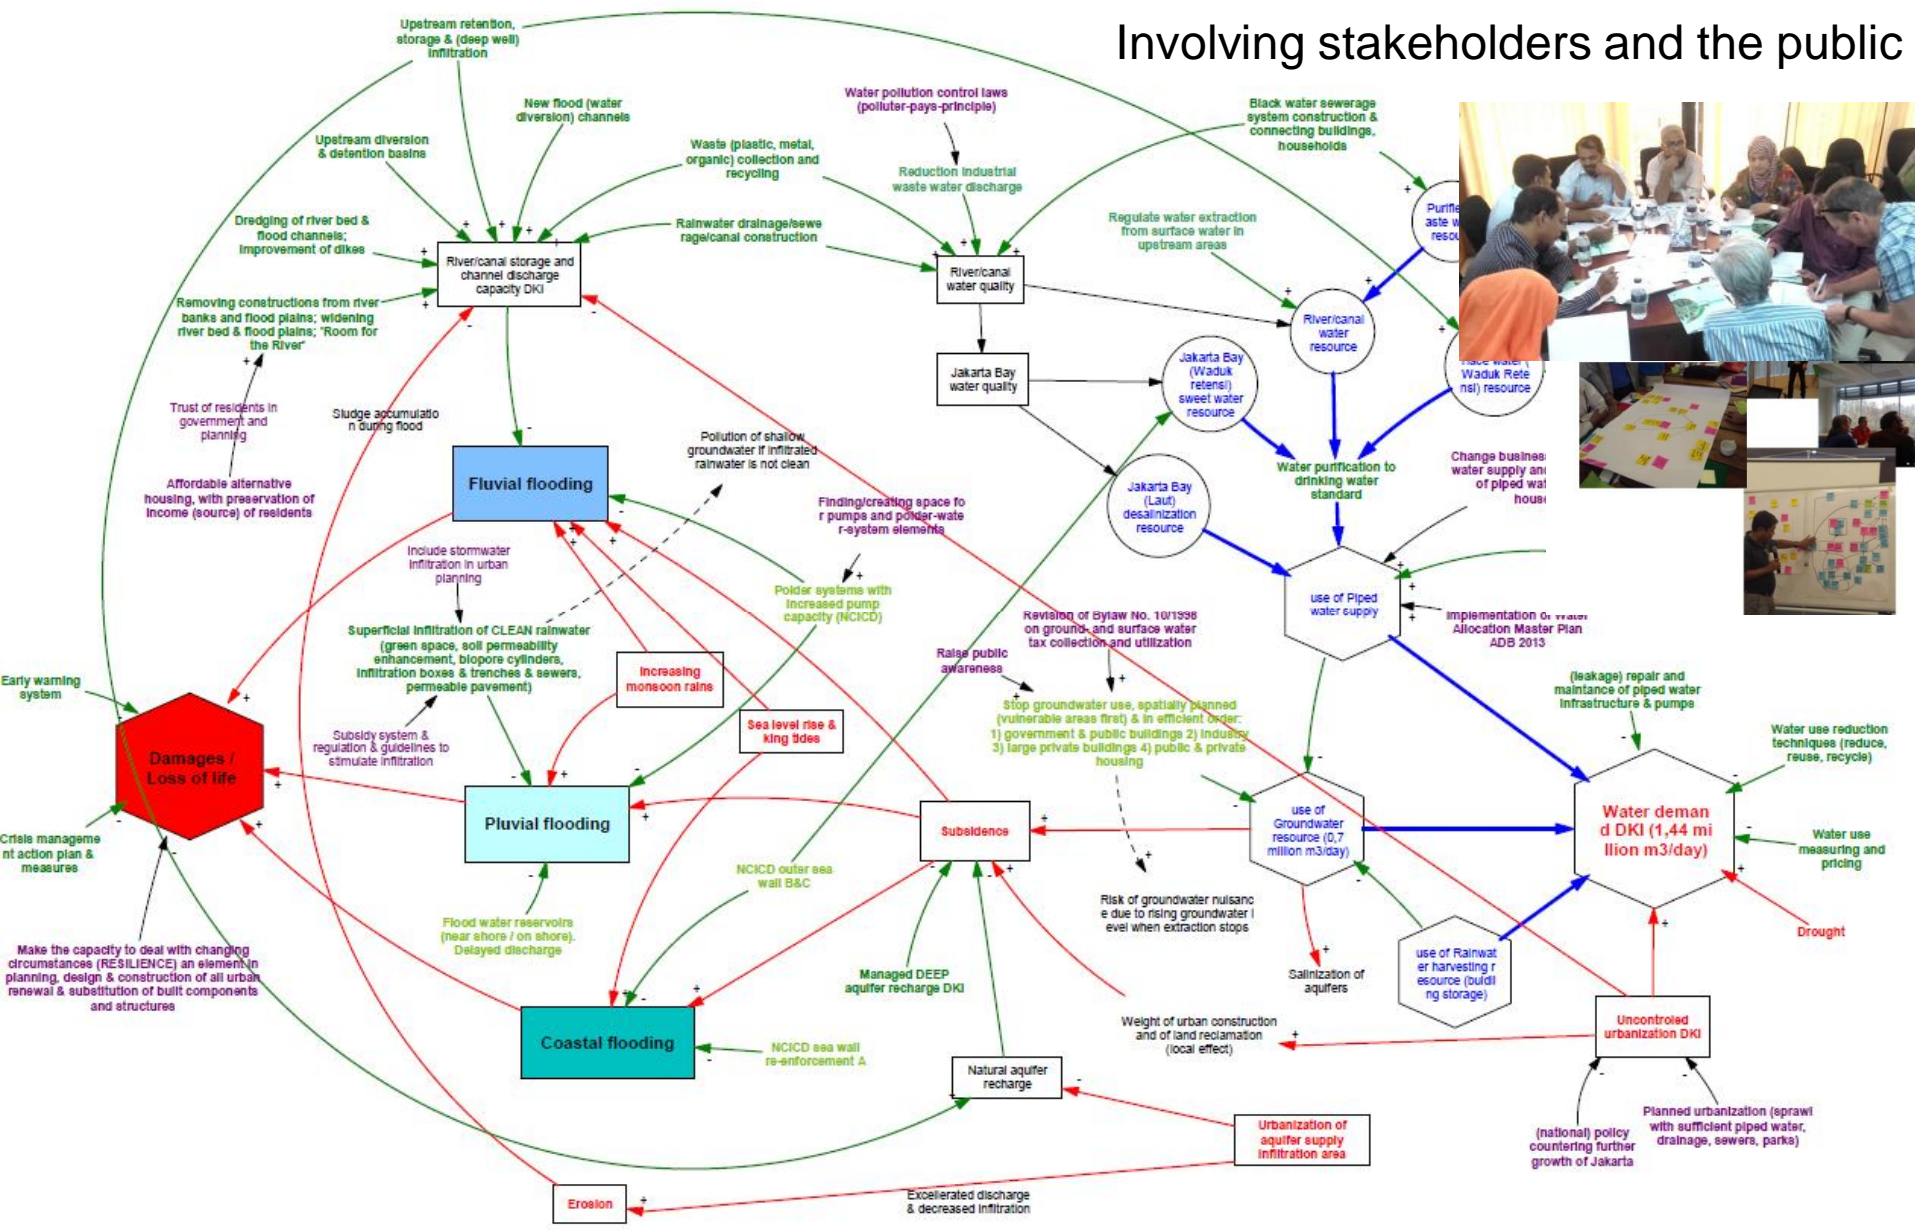 Involving stakeholders and the public
Upstream retention,
storage & (deep well)
infiltration
New flood (water
diversion) channels
Upstream diversion
& detention basins
Dredging of river bed &
flood channels;
improvement of dikes
Removing constructions from river
banks and flood plains; widening
river bed & flood plains; "Room for
the River"
Trust of residents in
government and
planning
Affordable alternative
housing, with preservation of
income (source) of residents
Waste (plastic, metal,
organic) collection and
recycling
Rainwater drainage/sewe
rage/canal construction
Water pollution control laws
(polluter-pays-principle)
Reduction industrial
waste water discharge
Black water sewerage
system construction &
connecting buildings,
households
Regulate water extraction
from surface water in
upstream areas
River/canal storage and
channel discharge
capacity DKI
River/canal
water quality
Jakarta Bay
water quality
River/canal
water
resource
Jakarta Bay
(Waduk
retensi)
sweet water
resource
Waduk Rete
nsi) resource
Jakarta Bay
(Laut)
desalinization
resource
Water purification to
drinking water
standard
Change busines
water supply an
of piped wat
hous
use of Piped
water supply
Implementation of Water
Allocation Master Plan
ADB 2013
Sludge accumulatio
n during flood
Fluvial flooding
Pollution of shallow
groundwater if infiltrated
rainwater is not clean
Finding/creating space fo
r pumps and polder-wate
r-system elements
Include stormwater
infiltration in urban
planning
Polder systems with
increased pump
capacity (NCICD)
Superficial infiltration of CLEAN rainwater
(green space, soil permeability
enhancement, biopore cylinders,
infiltration boxes & trenches & sewers,
permeable pavement)
Subsidy system &
regulation & guidelines to
stimulate infiltration
Increasing
monsoon rains
Sea level rise &
king tides
Raise public
awareness
Revision of Bylaw No. 10/1998
on ground- and surface water
tax collection and utilization
Stop groundwater use, spatially planned
(vulnerable areas first) & in efficient order:
1) government & public buildings 2) industry
3) large private buildings 4) public & private
housing
(leakage) repair and
maintance of piped water
infrastructure & pumps
Water use reduction
techniques (reduce,
reuse, recycle)
Water use
measuring and
pricing
Early warning
system
Damages /
Loss of life
Crisis manageme
nt action plan &
measures
Make the capacity to deal with changing
circumstances (RESILIENCE) an element in
planning, design & construction of all urban
renewal & substitution of built components
and structures
Pluvial flooding
Subsidence
use of
Groundwater
resource (0,7
million m3/day)
Water deman
d DKI (1,44 mi
llion m3/day)
Drought
NCICD outer sea
wall B&C
Flood water reservoirs
(near shore / on shore).
Delayed discharge
Managed DEEP
aquifer recharge DKI
Risk of groundwater nuisanc
e due to rising groundwater l
evel when extraction stops
Salinization of
aquifers
use of Rainwat
er harvesting r
esource (buildi
ng storage)
Coastal flooding
NCICD sea wall
re-enforcement A
Weight of urban construction
and of land reclamation
(local effect)
Uncontroled
urbanization DKI
Natural aquifer
recharge
Urbanization of
aquifer supply
infiltration area
(national) policy
countering further
growth of Jakarta
Planned urbanization (sprawl
with sufficient piped water,
drainage, sewers, parks)
Erosion
Excellerated discharge
& decreased infiltration